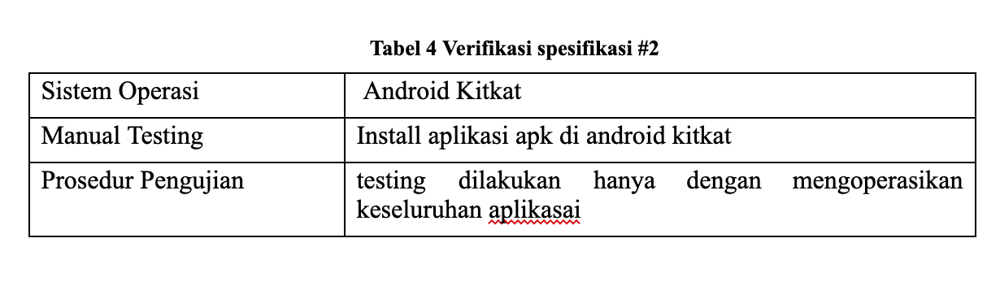 Tabel 4 Verifikasi spesifikasi #2
Sistem Operasi Android Kitkat
Manual Testing Install aplikasi apk di android kitkat
Prosedur Pengujian testing dilakukan hanya dengan mengoperasikan
keseluruhan aplikasai